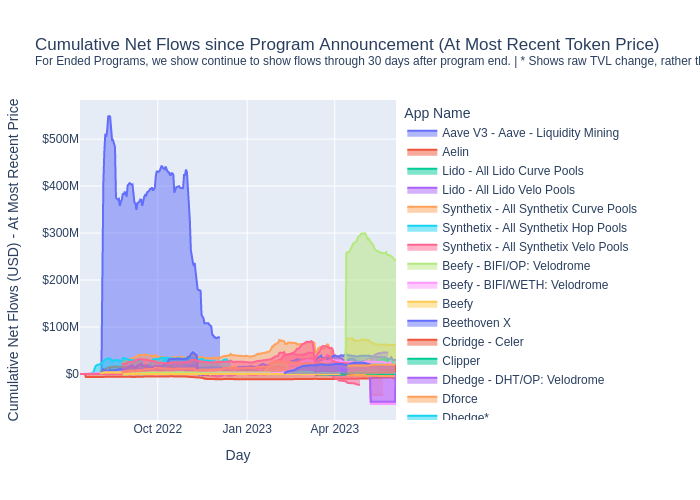 Cumulative Net Flows since Program Announcement (At Most Recent Token Price)
For Ended Programs, we show continue to show flows through 30 days after program end. | * Shows raw TVL change, rather
Cumulative Net Flows (USD) - At Most Recent Price
$500M
$400M
$300M
$200M
$100M
$0
Oct 2022
Jan 2023
Apr 2023
Day
App Name
Aave V3 - Aave - Liquidity Mining
Aelin
Lido - All Lido Curve Pools
Lido - All Lido Velo Pools
Synthetix - All Synthetix Curve Pools
Synthetix - All Synthetix Hop Pools
Synthetix - All Synthetix Velo Pools
Beefy - BIFI/OP: Velodrome
Beefy - BIFI/WETH: Velodrome
Beefy
Beethoven X
Cbridge - Celer
Clipper
Dhedge - DHT/OP: Velodrome
Dforce
Dhedge*